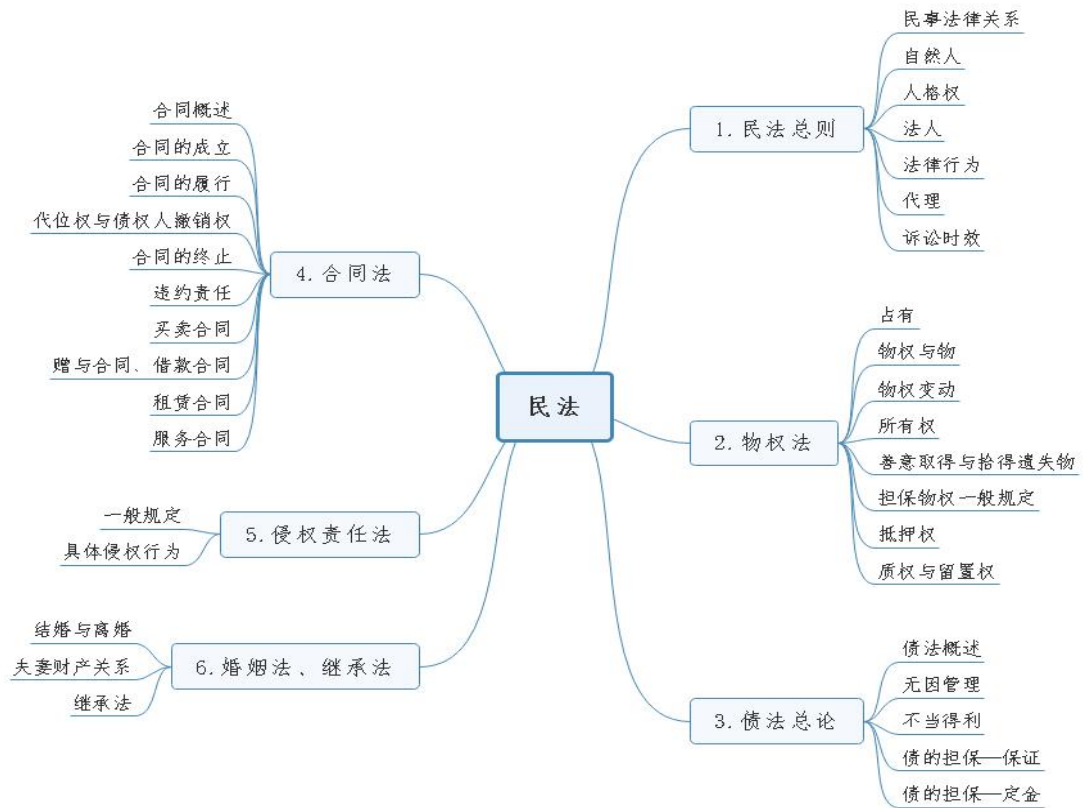 民法
1.民法总则
民事法律关系
自然人
人格权
法人
法律行为
代理
诉讼时效
2.物权法
占有
物权与物
物权变动
所有权
善意取得与拾得遗失物
担保物权一般规定
抵押权
质权与留置权
3.债法总论
债法概述
无因管理
不当得利
债的担保—保证
债的担保—定金
4.合同法
合同概述
合同的成立
合同的履行
代位权与债权人撤销权
合同的终止
违约责任
买卖合同
赠与合同、借款合同
租赁合同
服务合同
5.侵权责任法
一般规定
具体侵权行为
6.婚姻法、继承法
结婚与离婚
夫妻财产关系
继承法